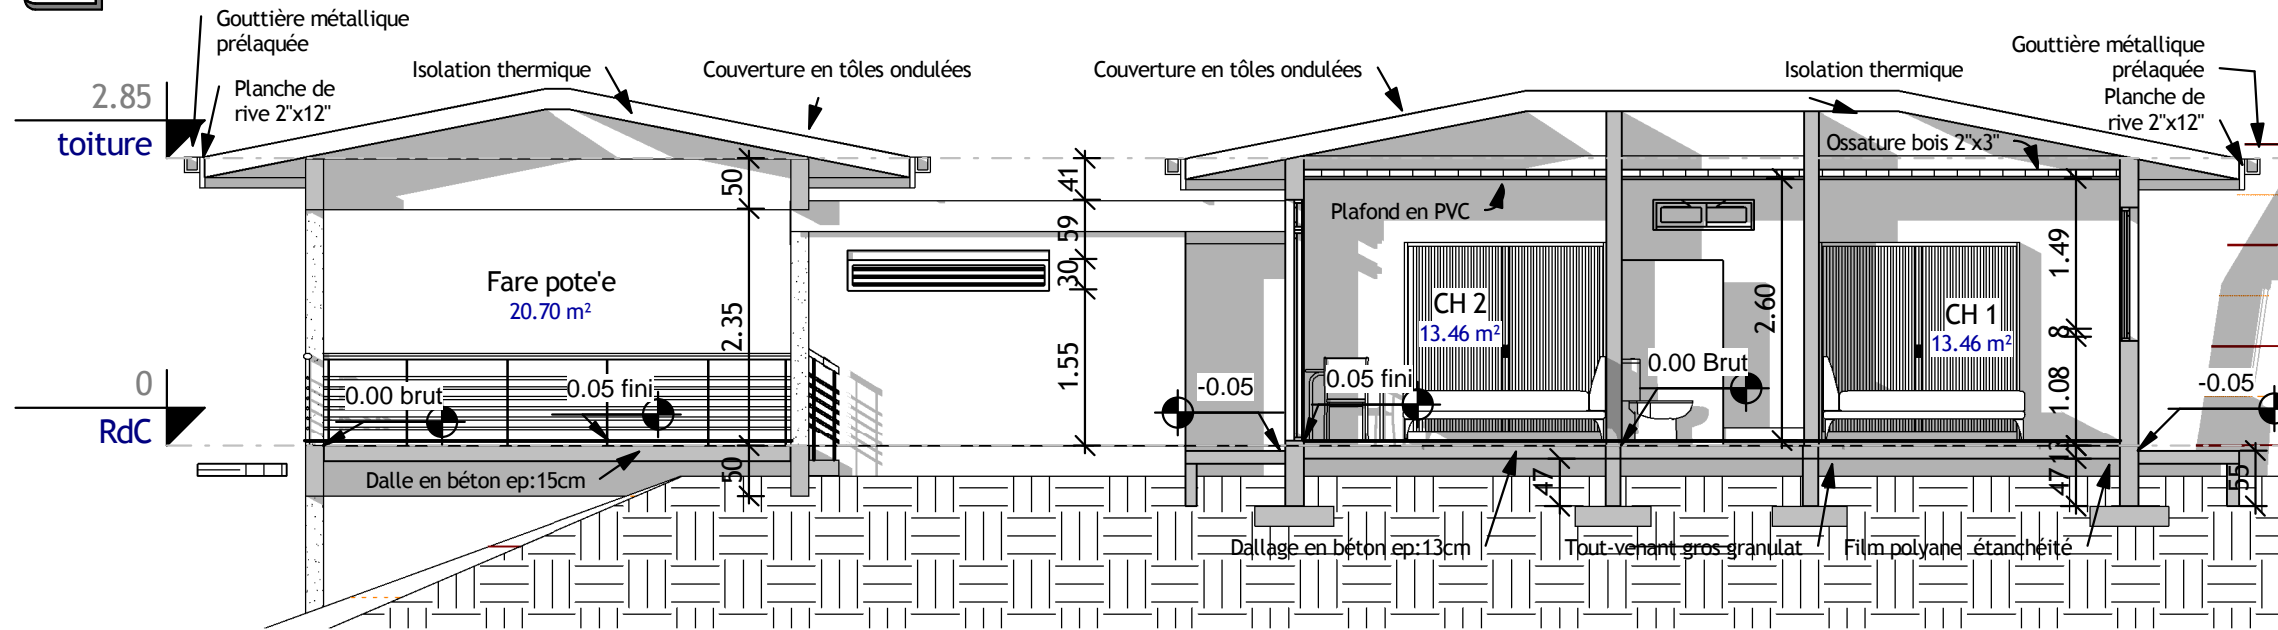 Gouttière métallique
prélaquée
Planche de
rive 2"x12"
Isolation thermique
Couverture en tôles ondulées
Couverture en tôles ondulées
Isolation thermique
Gouttière métallique
prélaquée
Planche de
rive 2"x12"
Ossature bois 2"x3"
2.85
toiture
50
41
Plafond en PVC
59
1.49
Fare pote'e
20.70 m²
30
2.35
2.60
CH 2
13.46 m²
CH 1
13.46 m²
8
1.55
0
RdC
0.00 brut
0.05 fini
-0.05
0.05 fini
0.00 Brut
1.08
-0.05
Dalle en béton ep:15cm
50
47
13
47
55
Dallage en béton ep:13cm
Tout-venant gros granulat
Film polyane étanchéité